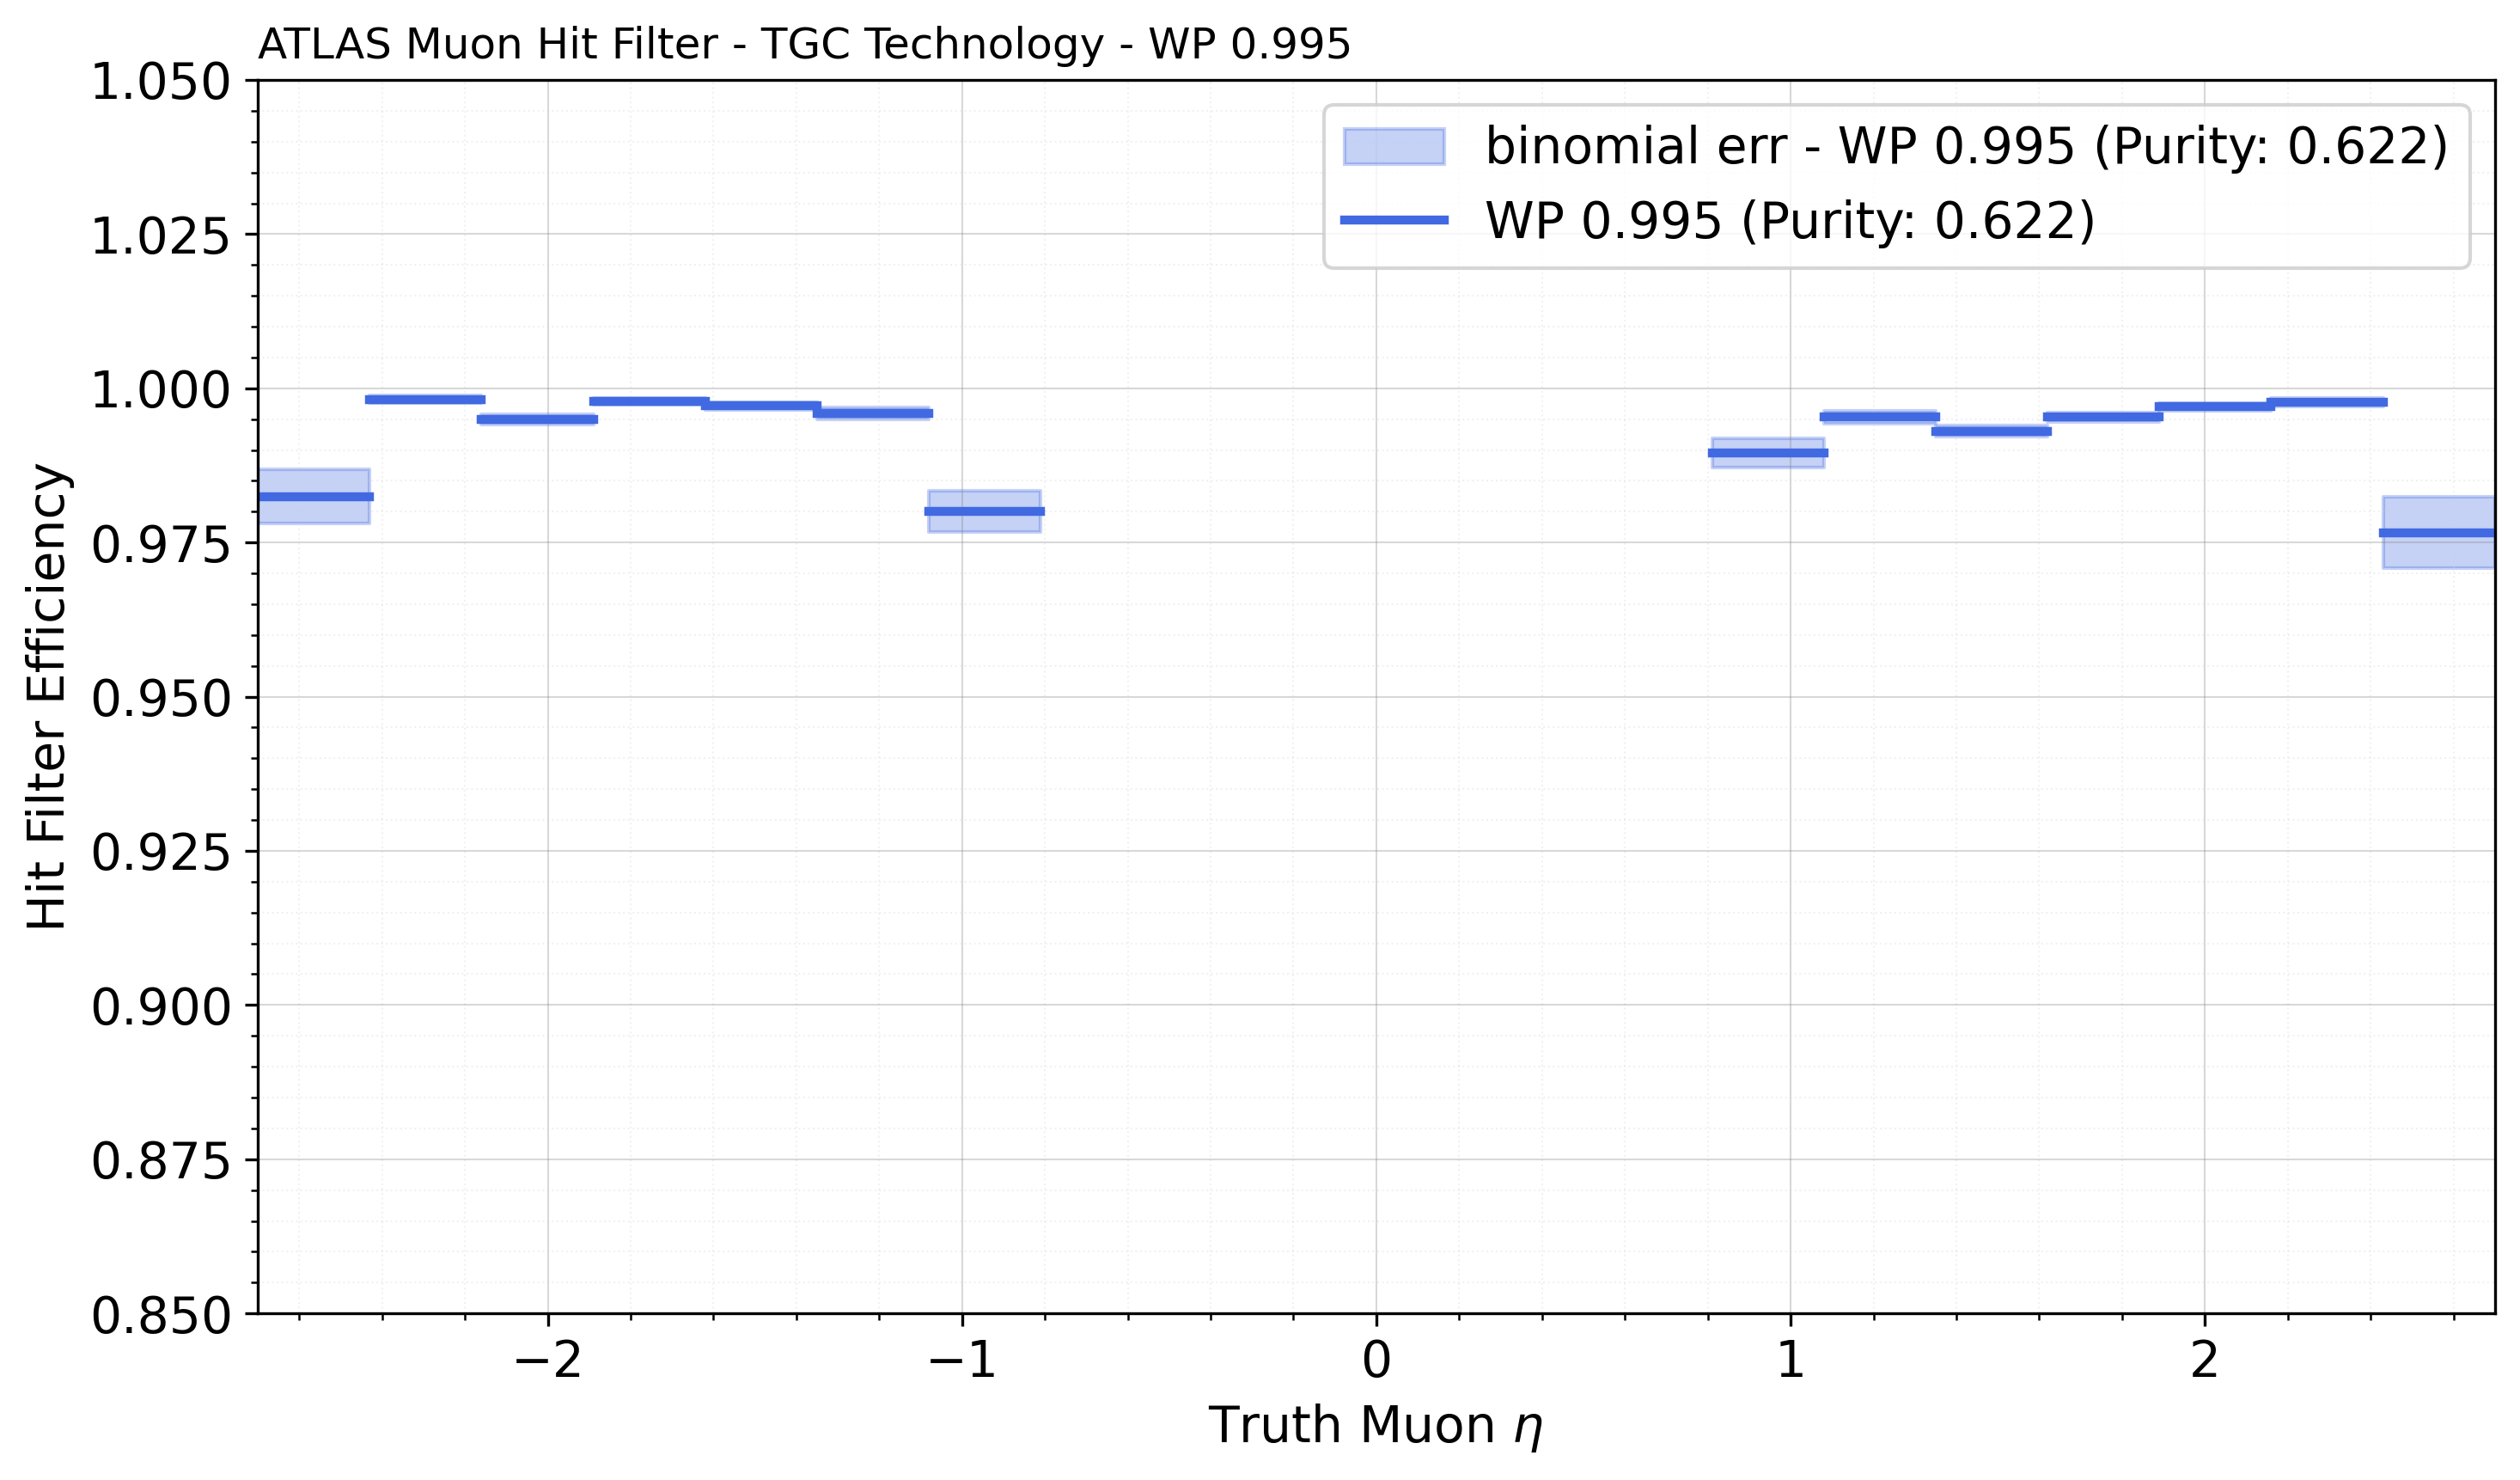 ATLAS Muon Hit Filter - TGC Technology - WP 0.995
1.050
1.025
1.000
0.975
0.950
0.925
0.900
0.875
0.850
Hit Filter Efficiency
binomial err - WP 0.995 (Purity: 0.622)
WP 0.995 (Purity: 0.622)
−2
−1
0
1
2
Truth Muon η